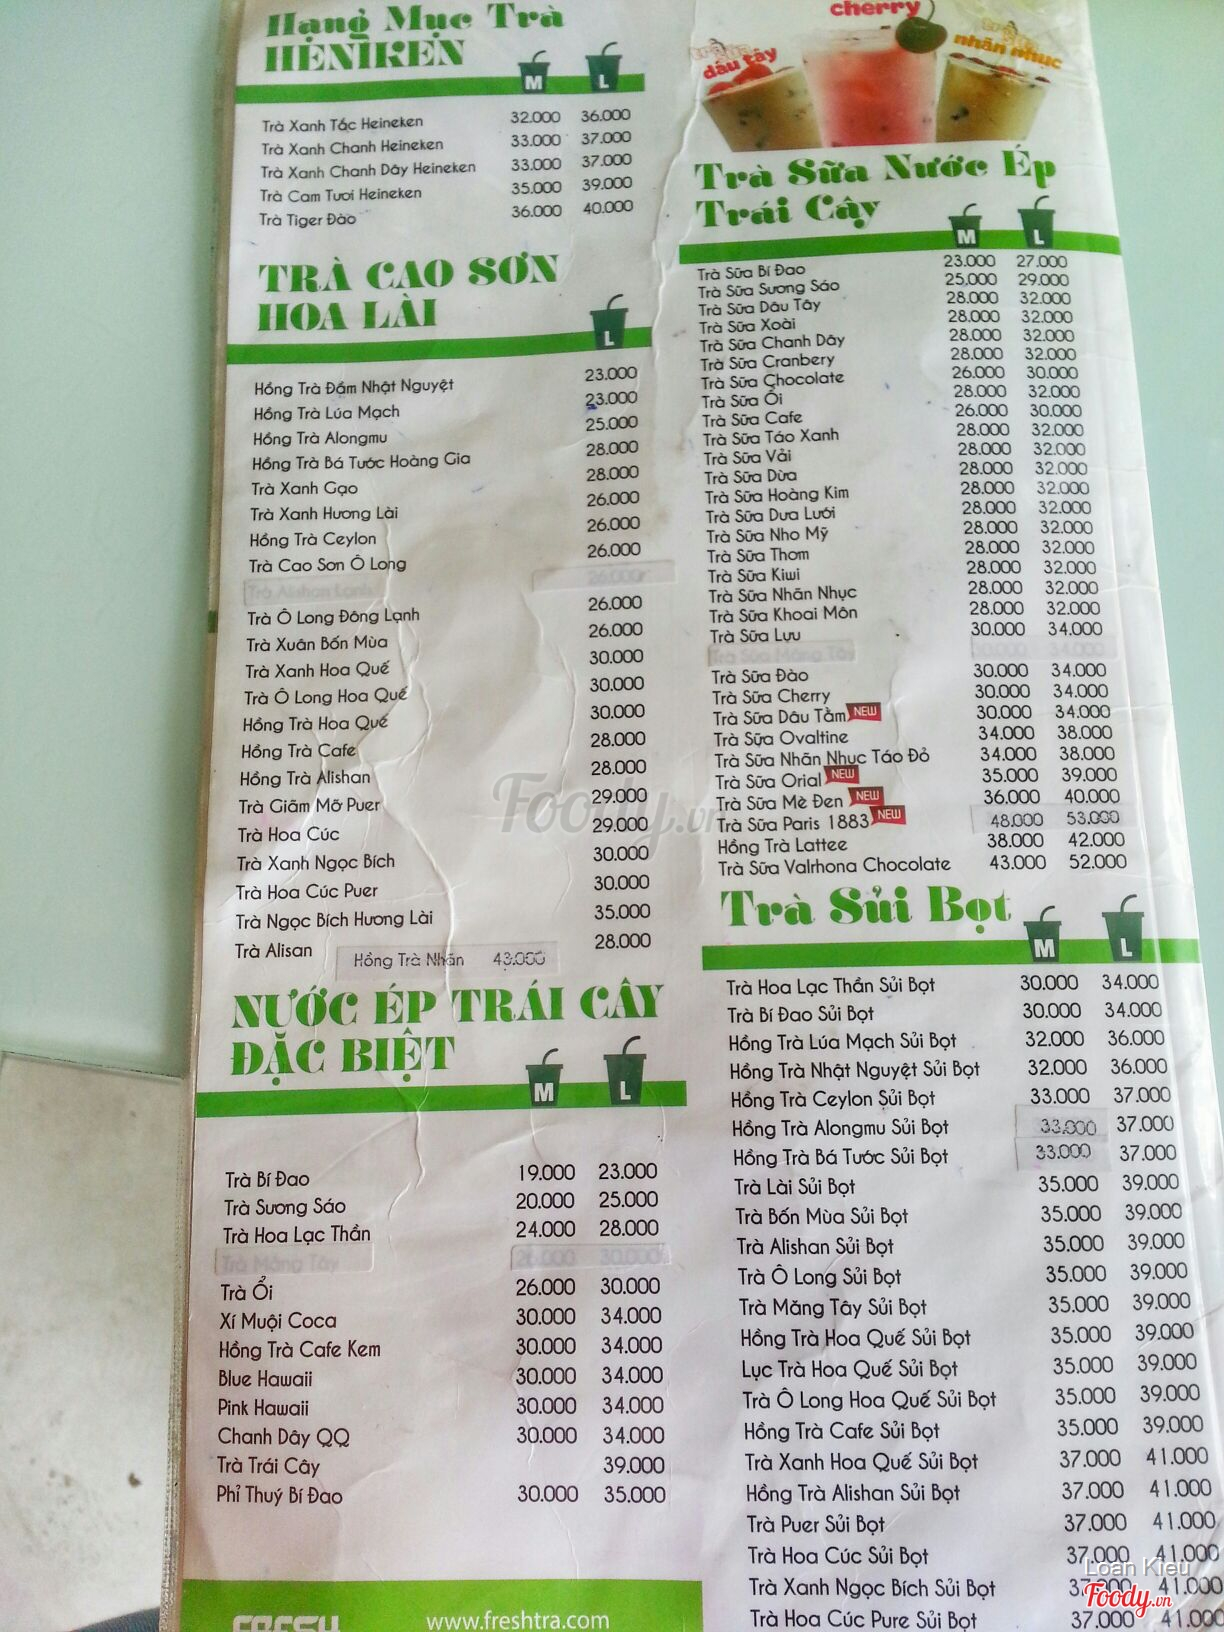 Hạng Mục Trà
HENIKEN
M L
Trà Xanh Tắc Heineken 32.000 36.000
Trà Xanh Chanh Heineken 33.000 37.000
Trà Xanh Chanh Dây Heineken 33.000 37.000
Trà Cam Tươi Heineken 35.000 39.000
Trà Tiger Đào 36.000 40.000
TRÀ CAO SƠN
HOA LÀI
L
Hồng Trà Đầm Nhật Nguyệt 23.000
Hồng Trà Lúa Mạch 23.000
Hồng Trà Alongmu 25.000
Hồng Trà Bá Tước Hoàng Gia 28.000
Trà Xanh Gạo 28.000
Trà Xanh Hương Lài 26.000
Hồng Trà Ceylon 26.000
Trà Cao Sơn Ô Long 26.000
Trà Alishan Lạnh 26.000
Trà Ô Long Đông Lạnh 26.000
Trà Xuân Bốn Mùa 26.000
Trà Xanh Hoa Quế 30.000
Trà Ô Long Hoa Quế 30.000
Hồng Trà Hoa Quế 30.000
Hồng Trà Cafe 28.000
Hồng Trà Alishan 28.000
Trà Giãm Mỡ Puer 29.000
Trà Hoa Cúc 29.000
Trà Xanh Ngọc Bích 30.000
Trà Hoa Cúc Puer 30.000
Trà Ngọc Bích Hương Lài 35.000
Trà Alisan 28.000
Hồng Trà Nhãn 43.000
NƯỚC ÉP TRÁI CÂY
ĐẶC BIỆT
M L
Trà Bí Đao 19.000 23.000
Trà Sương Sáo 20.000 25.000
Trà Hoa Lạc Thần 24.000 28.000
Trà Măng Tây 26.000 30.000
Trà Ổi 26.000 30.000
Xí Muội Coca 30.000 34.000
Hồng Trà Cafe Kem 30.000 34.000
Blue Hawaii 30.000 34.000
Pink Hawaii 30.000 34.000
Chanh Dây QQ 30.000 34.000
Trà Trái Cây 39.000
Phỉ Thuý Bí Đao 30.000 35.000
FRESH
www.freshtra.com
dâu tây
cherry
nhãn nhục
Trà Sữa Nước Ép
Trái Cây
M L
Trà Sữa Bí Đao 23.000 27.000
Trà Sữa Sương Sáo 25.000 29.000
Trà Sữa Dâu Tây 28.000 32.000
Trà Sữa Xoài 28.000 32.000
Trà Sữa Chanh Dây 28.000 32.000
Trà Sữa Cranbery 28.000 32.000
Trà Sữa Chocolate 26.000 30.000
Trà Sữa Ổi 28.000 32.000
Trà Sữa Cafe 26.000 30.000
Trà Sữa Táo Xanh 28.000 32.000
Trà Sữa Vải 28.000 32.000
Trà Sữa Dừa 28.000 32.000
Trà Sữa Hoàng Kim 28.000 32.000
Trà Sữa Dưa Lưới 28.000 32.000
Trà Sữa Nho Mỹ 28.000 32.000
Trà Sữa Thơm 28.000 32.000
Trà Sữa Kiwi 28.000 32.000
Trà Sữa Nhãn Nhục 28.000 32.000
Trà Sữa Khoai Môn 28.000 32.000
Trà Sữa Lựu 30.000 34.000
Trà Sữa Măng Tây 30.000 34.000
Trà Sữa Đào 30.000 34.000
Trà Sữa Cherry 30.000 34.000
Trà Sữa Dâu Tằm NEW 30.000 34.000
Trà Sữa Ovaltine 34.000 38.000
Trà Sữa Nhãn Nhục Táo Đỏ 34.000 38.000
Trà Sữa Orial NEW 35.000 39.000
Trà Sữa Mè Đen NEW 36.000 40.000
Trà Sữa Paris 1883 NEW 48.000 53.000
Hồng Trà Lattee 38.000 42.000
Trà Sữa Valrhona Chocolate 43.000 52.000
Trà Sủi Bọt
M L
Trà Hoa Lạc Thần Sủi Bọt 30.000 34.000
Trà Bí Đao Sủi Bọt 30.000 34.000
Hồng Trà Lúa Mạch Sủi Bọt 32.000 36.000
Hồng Trà Nhật Nguyệt Sủi Bọt 32.000 36.000
Hồng Trà Ceylon Sủi Bọt 33.000 37.000
Hồng Trà Alongmu Sủi Bọt 33.000 37.000
Hồng Trà Bá Tước Sủi Bọt 33.000 37.000
Trà Lài Sủi Bọt 35.000 39.000
Trà Bốn Mùa Sủi Bọt 35.000 39.000
Trà Alishan Sủi Bọt 35.000 39.000
Trà Ô Long Sủi Bọt 35.000 39.000
Trà Măng Tây Sủi Bọt 35.000 39.000
Hồng Trà Hoa Quế Sủi Bọt 35.000 39.000
Lục Trà Hoa Quế Sủi Bọt 35.000 39.000
Trà Ô Long Hoa Quế Sủi Bọt 35.000 39.000
Hồng Trà Cafe Sủi Bọt 35.000 39.000
Trà Xanh Hoa Quế Sủi Bọt 37.000 41.000
Hồng Trà Alishan Sủi Bọt 37.000 41.000
Trà Puer Sủi Bọt 37.000 41.000
Trà Hoa Cúc Sủi Bọt 37.000 41.000
Trà Xanh Ngọc Bích Sủi Bọt 37.000 41.000
Trà Hoa Cúc Pure Sủi Bọt 37.000 41.000
Foody.vn
Loan Kieu
Foody.vn